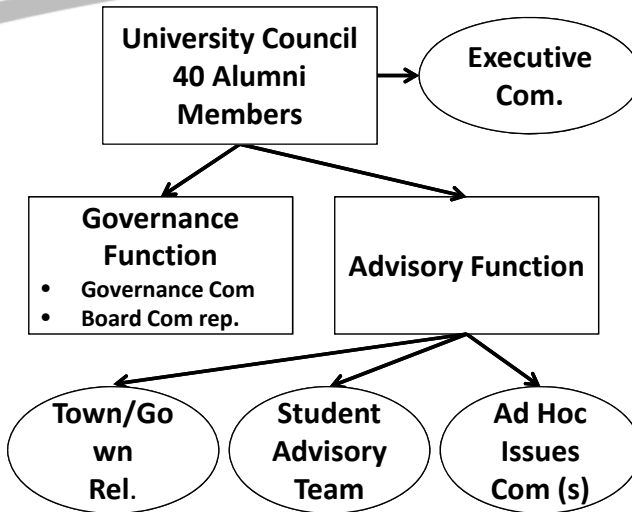 University Council
40 Alumni
Members
Executive
Com.
Governance
Function
• Governance Com
• Board Com rep.
Advisory Function
Town/Go
wn
Rel.
Student
Advisory
Team
Ad Hoc
Issues
Com (s)